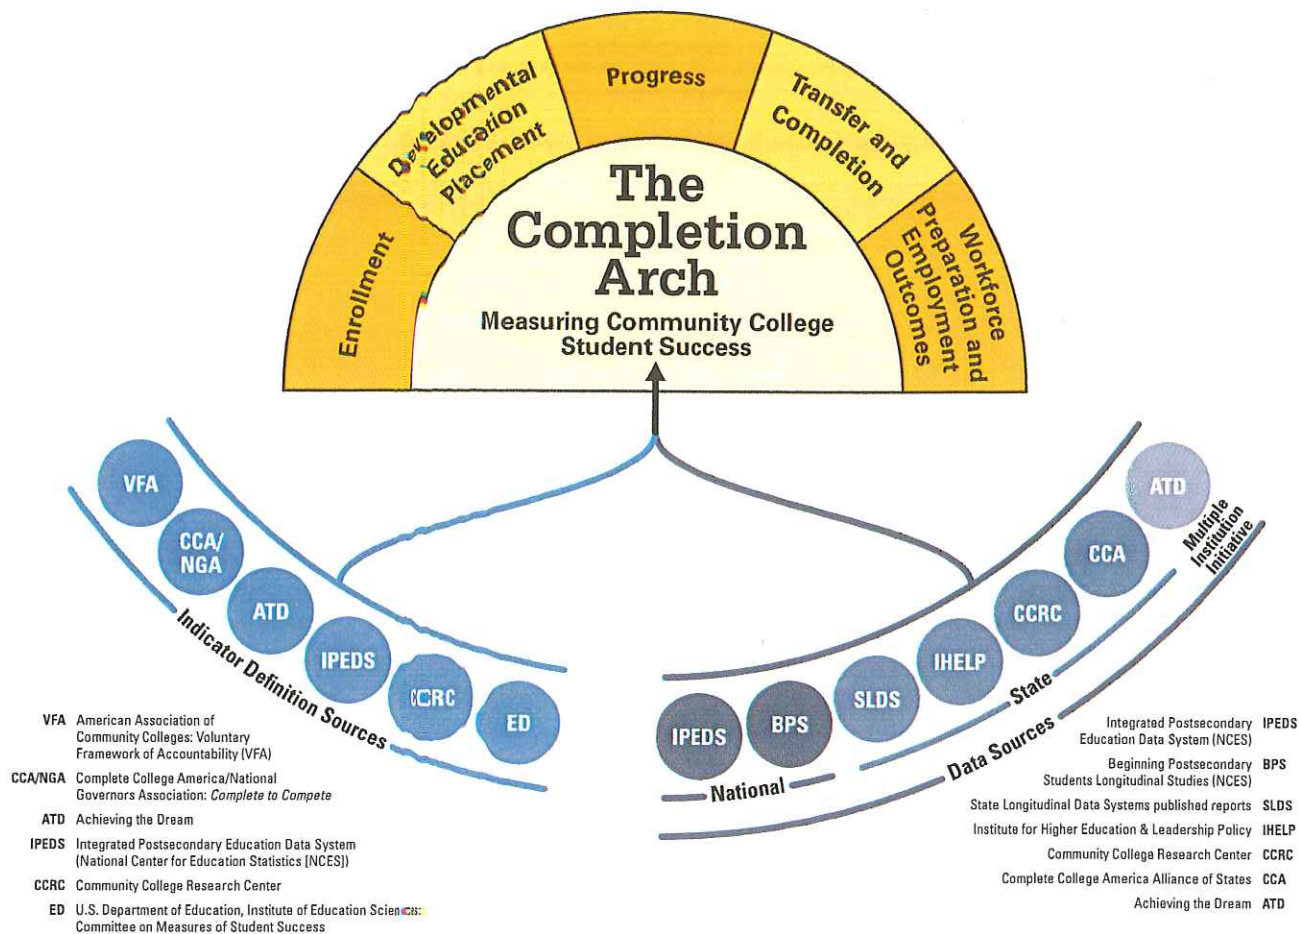 Enrollment
Developmental
Education
Placement
Progress
Transfer and
Completion
Workforce
Preparation and
Employment
Outcomes
The
Completion
Arch
Measuring Community College
Student Success
VFA
CCA/
NGA
ATD
IPEDS
CCRC
ED
Indicator Definition Sources
IPEDS
BPS
SLDS
IHELP
CCRC
CCA
ATD
Multiple
Institution
Initiative
National
State
Data Sources
VFA American Association of
Community Colleges: Voluntary
Framework of Accountability (VFA)
CCA/NGA Complete College America/National
Governors Association: Complete to Compete
ATD Achieving the Dream
IPEDS Integrated Postsecondary Education Data System
(National Center for Education Statistics [NCES])
CCRC Community College Research Center
ED U.S. Department of Education, Institute of Education Sciences:
Committee on Measures of Student Success
Integrated Postsecondary IPEDS
Education Data System (NCES)
Beginning Postsecondary BPS
Students Longitudinal Studies (NCES)
State Longitudinal Data Systems published reports SLDS
Institute for Higher Education & Leadership Policy IHELP
Community College Research Center CCRC
Complete College America Alliance of States CCA
Achieving the Dream ATD